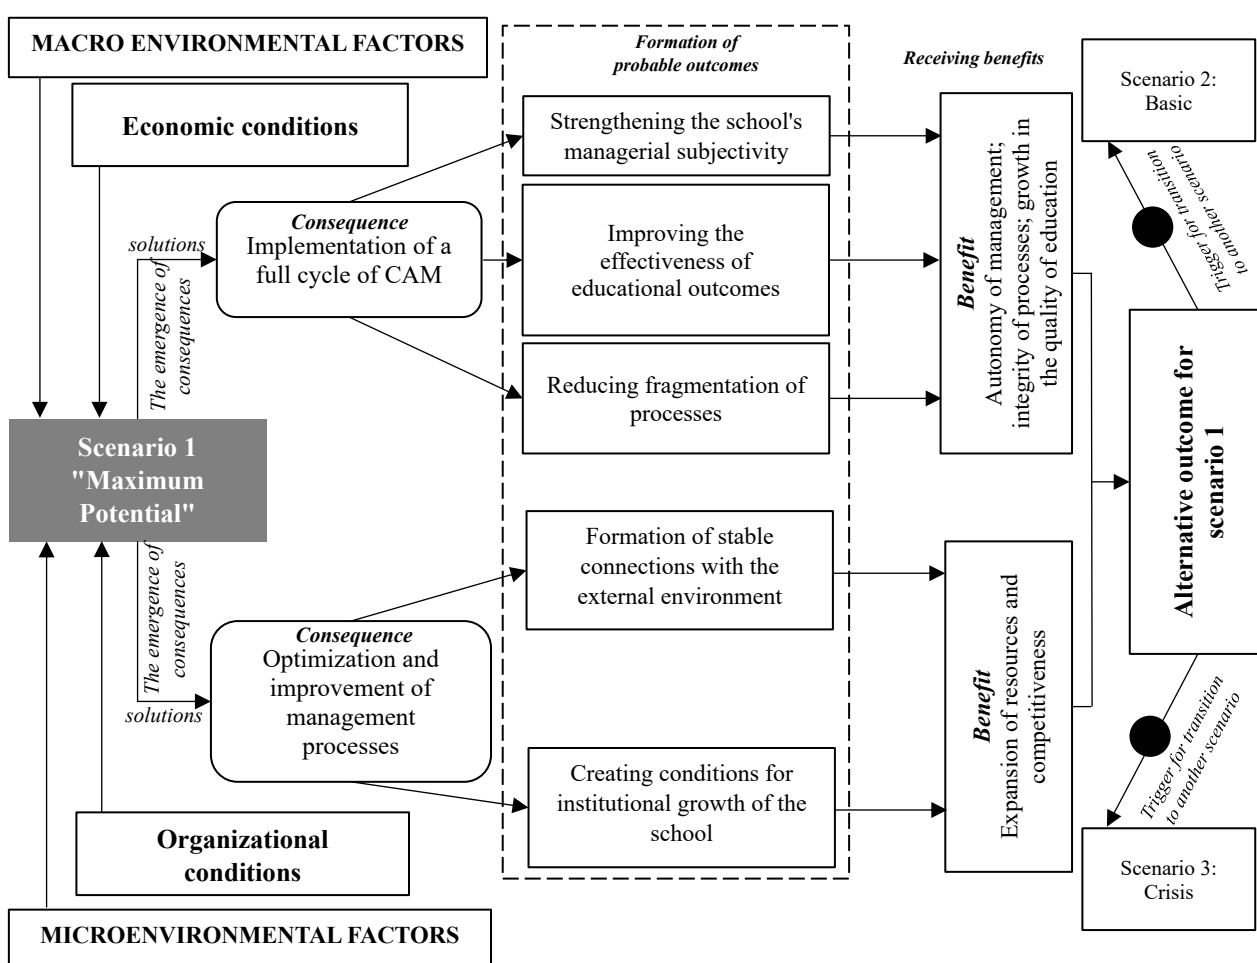 MACRO ENVIRONMENTAL FACTORS
Economic conditions
Formation of
probable outcomes
Receiving benefits
Scenario 2:
Basic
Strengthening the school's
managerial subjectivity
Trigger for transition
to another scenario
solutions
The emergence of
consequences
Consequence
Implementation of a
full cycle of CAM
Improving the
effectiveness of
educational outcomes
Benefit
Autonomy of management;
integrity of processes; growth in
the quality of education
Reducing fragmentation of
processes
Scenario 1
"Maximum
Potential"
Alternative outcome for
scenario 1
The emergence of
consequences
solutions
Formation of stable
connections with the
external environment
Consequence
Optimization and
improvement of
management
processes
Benefit
Expansion of resources and
competitiveness
Trigger for transition
to another scenario
Creating conditions for
institutional growth of the
school
Organizational
conditions
Scenario 3:
Crisis
MICROENVIRONMENTAL FACTORS